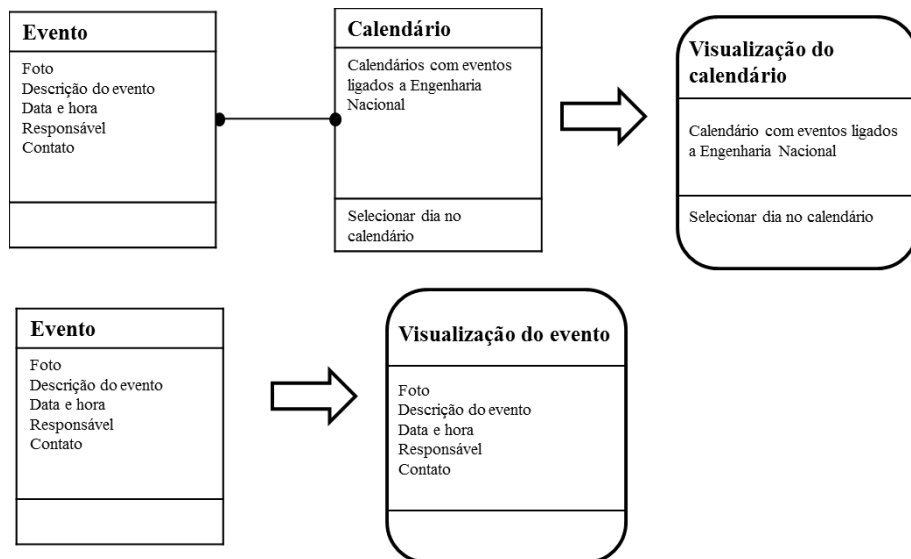 Evento
Foto
Descrição do evento
Data e hora
Responsável
Contato
Calendário
Calendários com eventos
ligados a Engenharia
Nacional
Selecionar dia no
calendário
Visualização do
calendário
Calendário com eventos ligados
a Engenharia Nacional
Selecionar dia no calendário
Evento
Foto
Descrição do evento
Data e hora
Responsável
Contato
Visualização do evento
Foto
Descrição do evento
Data e hora
Responsável
Contato